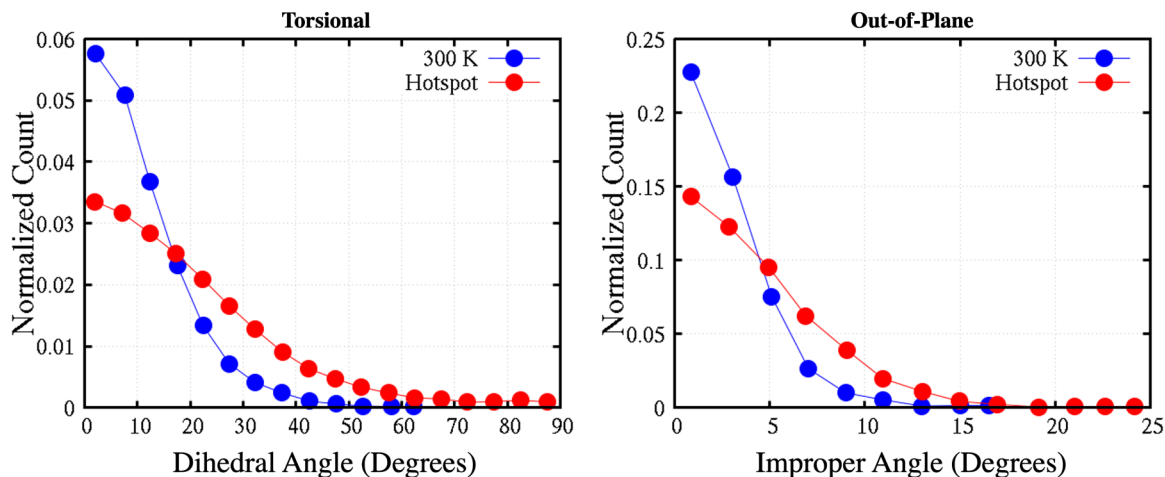 Torsional
Normalized Count
0.06
0.05
0.04
0.03
0.02
0.01
0
300 K
Hotspot
0 10 20 30 40 50 60 70 80 90
Dihedral Angle (Degrees)
Out-of-Plane
Normalized Count
0.25
0.2
0.15
0.1
0.05
0
300 K
Hotspot
0 5 10 15 20 25
Improper Angle (Degrees)